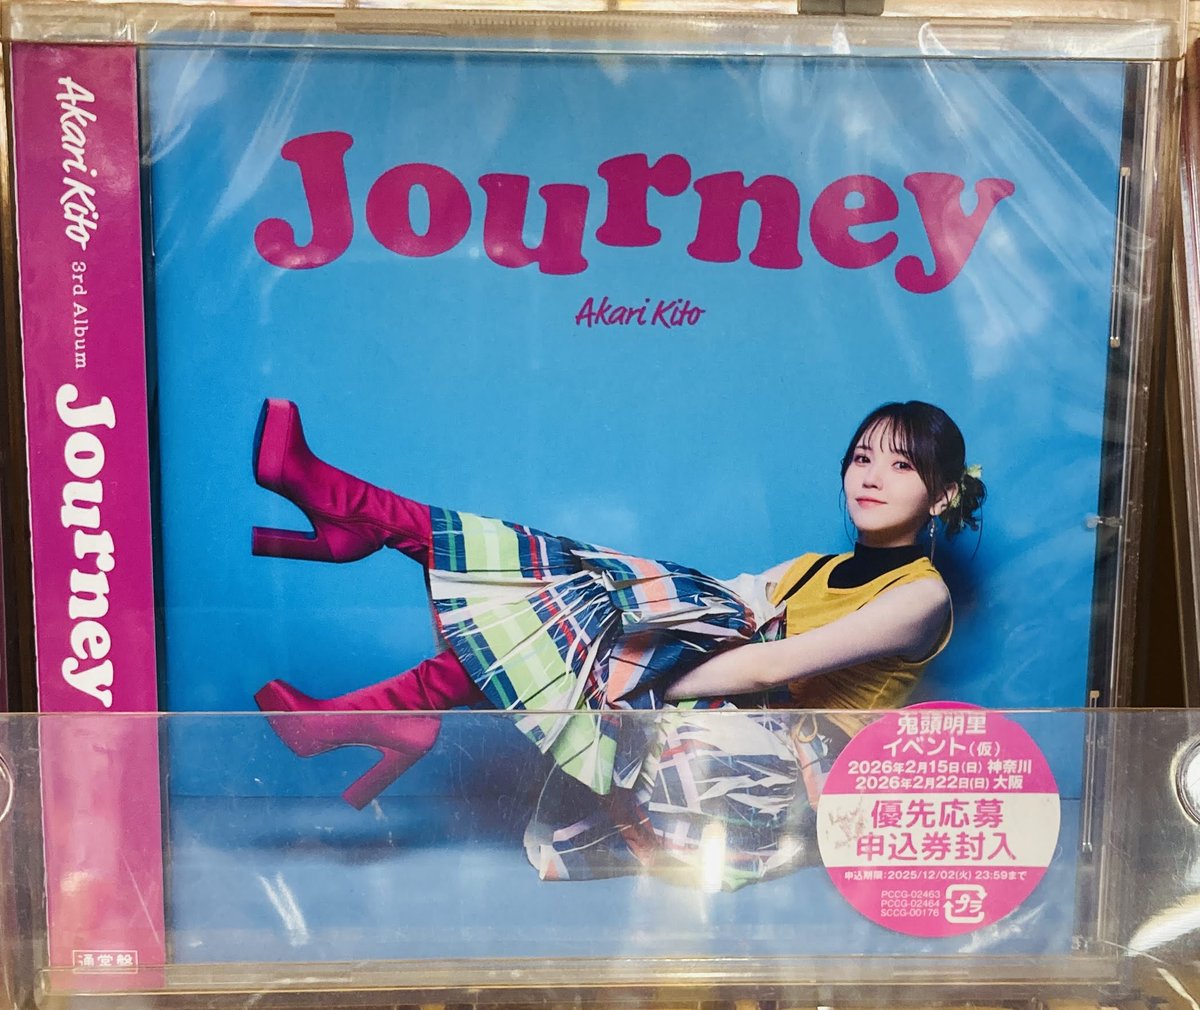 Akari Kito 3rd Album Journey
通常盤
Journey
Akari Kito
鬼頭明里
イベント(仮)
2026年2月15日(日) 神奈川
2026年2月22日(日) 大阪
優先応募
申込券封入
申込期限:2025/12/02(火) 23:59まで
PCCG-02463
PCCG-02464
SCCG-00176
プラ